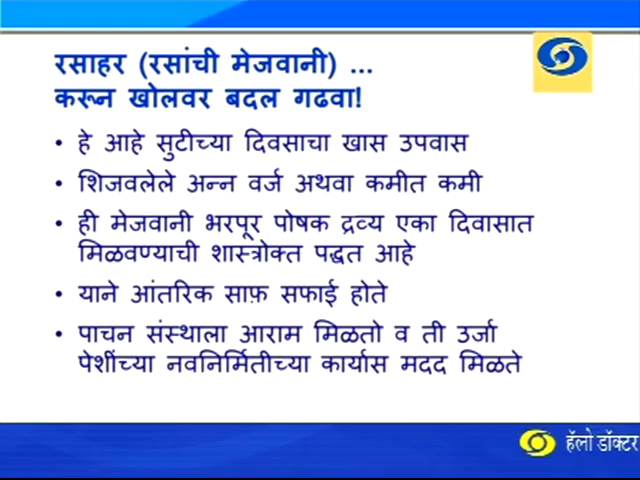 रसाहर (रसांची मेजवानी) ...
करून खोलवर बदल गढवा!
• हे आहे सुटीच्या दिवसाचा खास उपवास
• शिजवलेले अन्न वर्ज अथवा कमीत कमी
• ही मेजवानी भरपूर पोषक द्रव्य एका दिवासात
मिळवण्याची शास्त्रोक्त पद्धत आहे
• याने आंतरिक साफ़ सफाई होते
• पाचन संस्थाला आराम मिळतो व ती उर्जा
पेशींच्या नवनिर्मितीच्या कार्यास मदद मिळते
हॅलो डॉक्टर